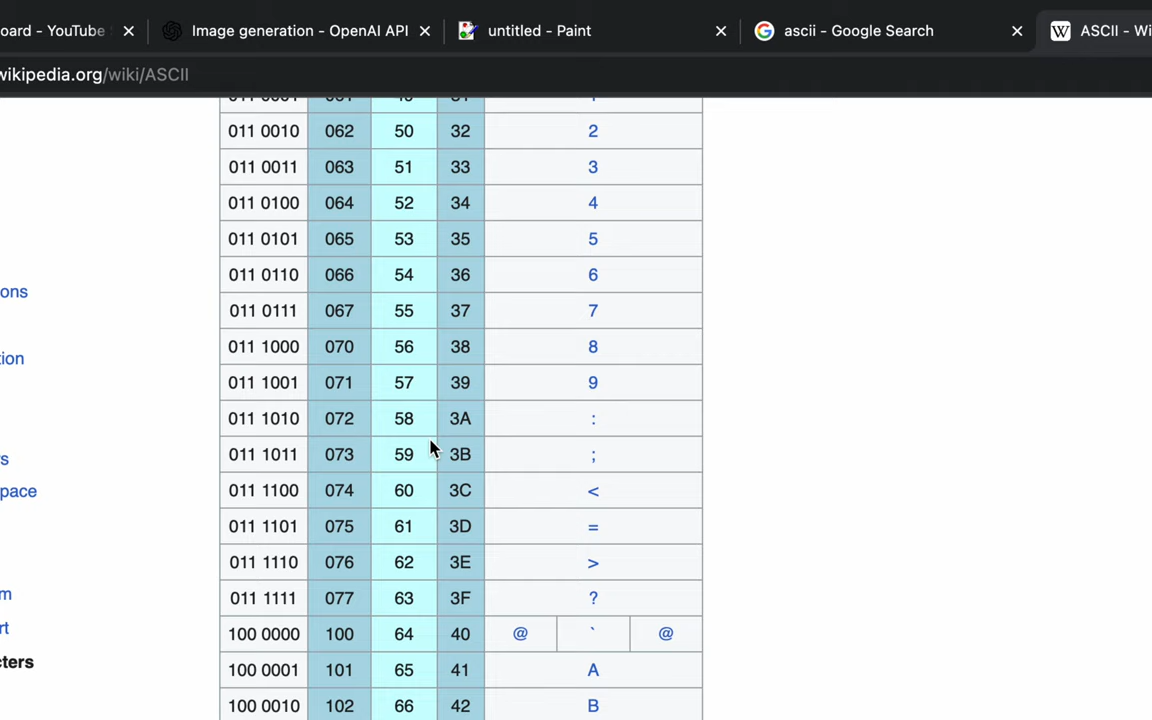 oard - YouTube
Image generation - OpenAI API
untitled - Paint
ascii - Google Search
ASCII - Wi
wikipedia.org/wiki/ASCII
011 0010 062 50 32 2
011 0011 063 51 33 3
011 0100 064 52 34 4
011 0101 065 53 35 5
011 0110 066 54 36 6
ons
011 0111 067 55 37 7
011 1000 070 56 38 8
tion
011 1001 071 57 39 9
011 1010 072 58 3A :
011 1011 073 59 3B ;
s
011 1100 074 60 3C <
pace
011 1101 075 61 3D =
011 1110 076 62 3E >
011 1111 077 63 3F ?
m
100 0000 100 64 40 @ ` @
rt
100 0001 101 65 41 A
cters
100 0010 102 66 42 B